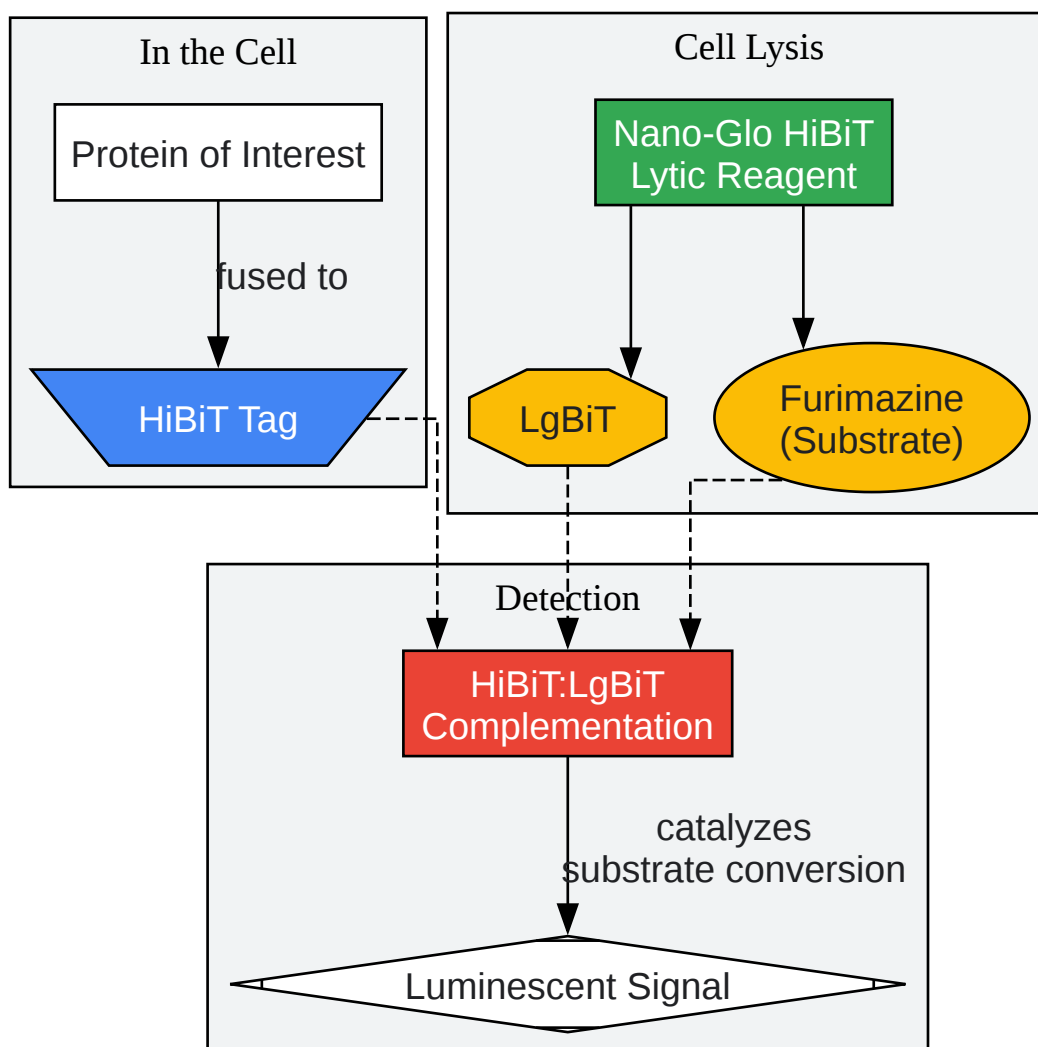 In the Cell
Protein of Interest
fused to
HiBiT Tag
Cell Lysis
Nano-Glo HiBiT
Lytic Reagent
LgBiT
Furimazine
(Substrate)
Detection
HiBiT:LgBiT
Complementation
catalyzes
substrate conversion
Luminescent Signal